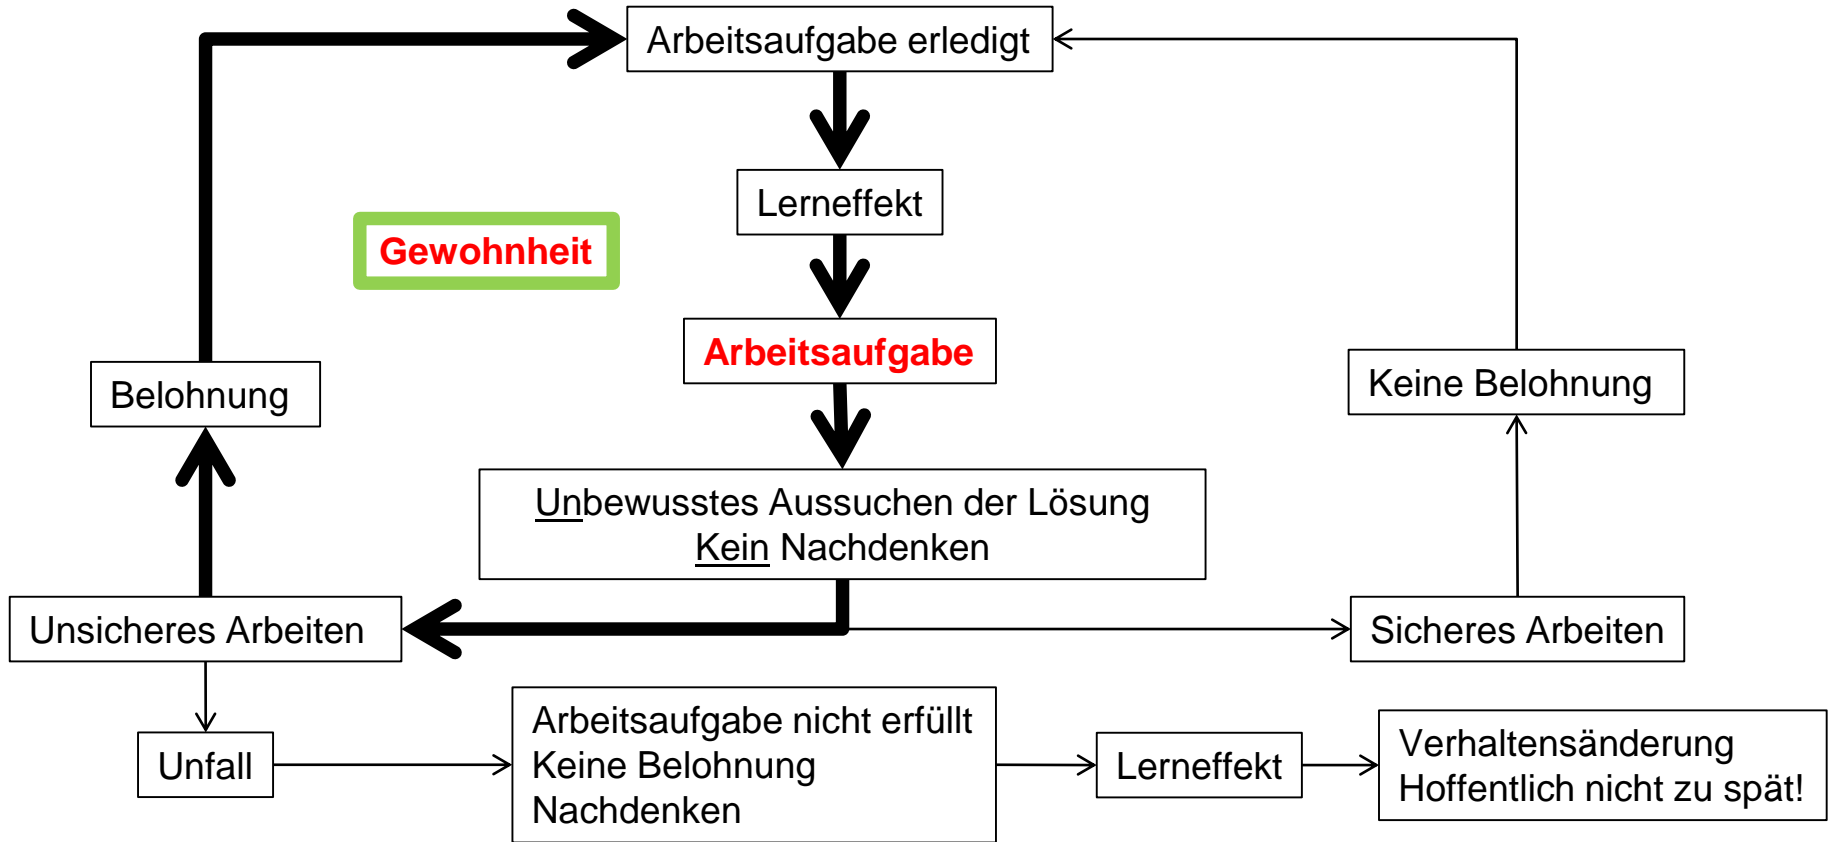 Arbeitsaufgabe erledigt
Lerneffekt
Gewohnheit
Arbeitsaufgabe
Belohnung
Keine Belohnung
Unbewusstes Aussuchen der Lösung
Kein Nachdenken
Unsicheres Arbeiten
Sicheres Arbeiten
Unfall
Arbeitsaufgabe nicht erfüllt
Keine Belohnung
Nachdenken
Lerneffekt
Verhaltensänderung
Hoffentlich nicht zu spät!